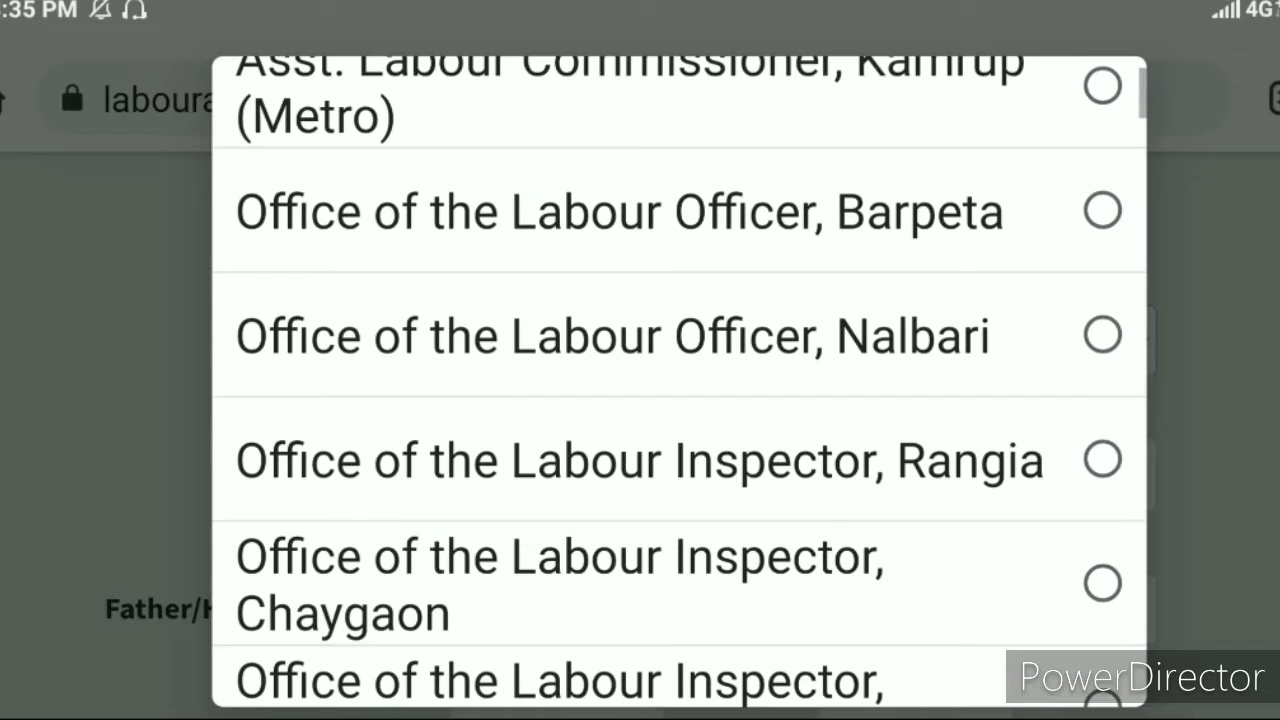 :35 PM
4G
laboura
Asst. Labour Commissioner, Kamrup
(Metro)
Office of the Labour Officer, Barpeta
Office of the Labour Officer, Nalbari
Office of the Labour Inspector, Rangia
Office of the Labour Inspector,
Chaygaon
Father/H
Office of the Labour Inspector,
PowerDirector